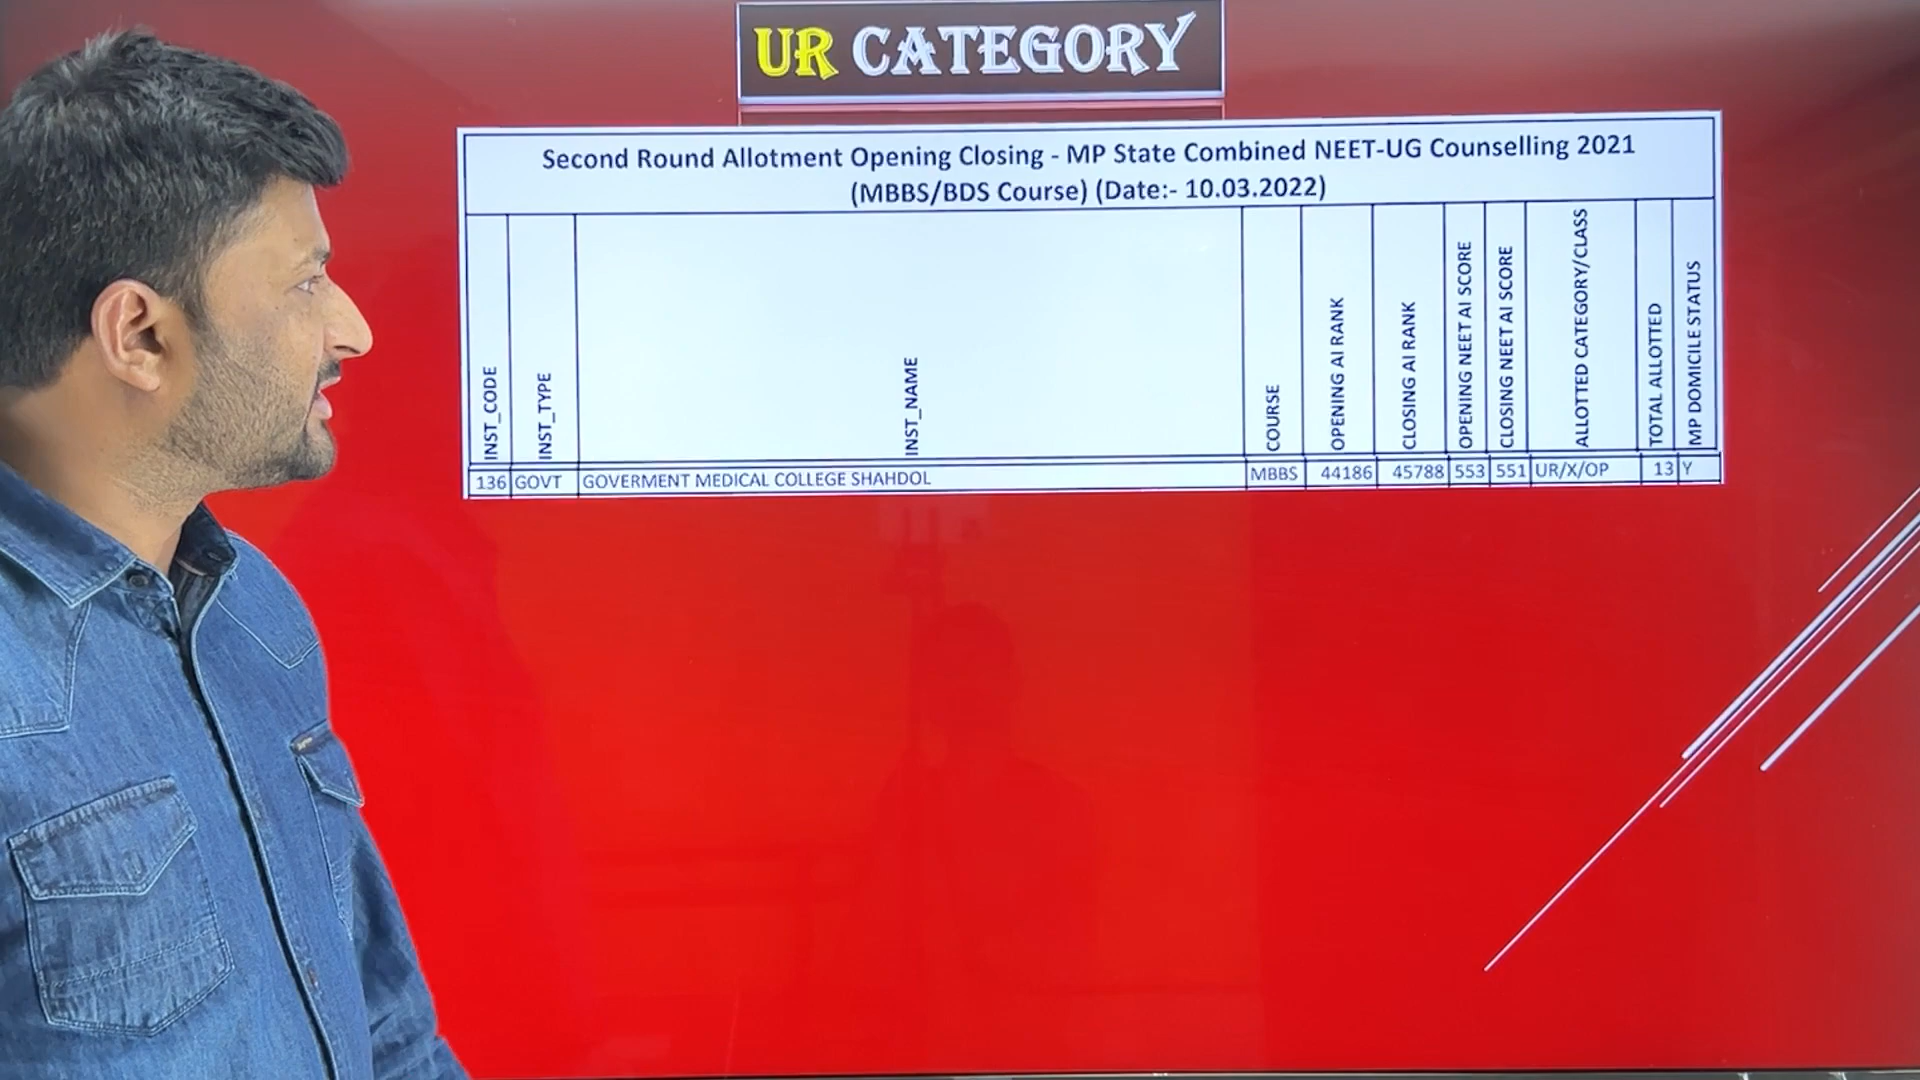 UR CATEGORY
Second Round Allotment Opening Closing - MP State Combined NEET-UG Counselling 2021
(MBBS/BDS Course) (Date:- 10.03.2022)
INST_CODE
INST_TYPE
INST_NAME
COURSE
OPENING AI RANK
CLOSING AI RANK
OPENING NEET AI SCORE
CLOSING NEET AI SCORE
ALLOTTED CATEGORY/CLASS
TOTAL ALLOTTED
MP DOMICILE STATUS
136 GOVT GOVERMENT MEDICAL COLLEGE SHAHDOL MBBS 44186 45788 553 551 UR/X/OP 13 Y